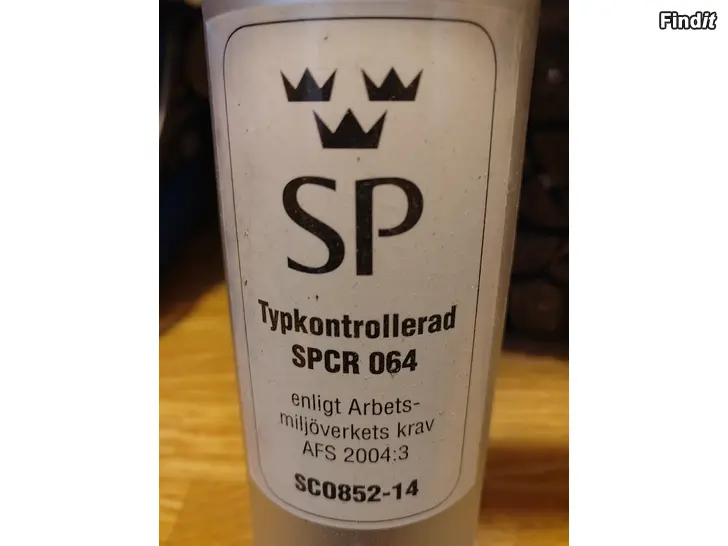 Findit
SP
Typkontrollerad
SPCR 064
enligt Arbets-
miljöverkets krav
AFS 2004:3
SC0852-14